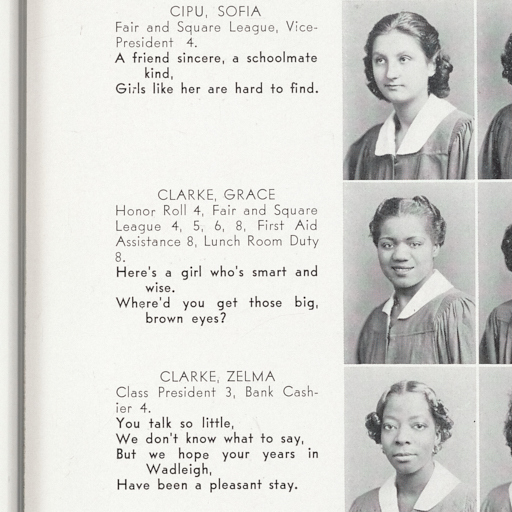 CIPU, SOFIA
Fair and Square League, Vice-
President 4.
A friend sincere, a schoolmate
kind,
Girls like her are hard to find.
CLARKE, GRACE
Honor Roll 4, Fair and Square
League 4, 5, 6, 8, First Aid
Assistance 8, Lunch Room Duty
8.
Here's a girl who's smart and
wise.
Where'd you get those big,
brown eyes?
CLARKE, ZELMA
Class President 3, Bank Cash-
ier 4.
You talk so little,
We don't know what to say,
But we hope your years in
Wadleigh,
Have been a pleasant stay.